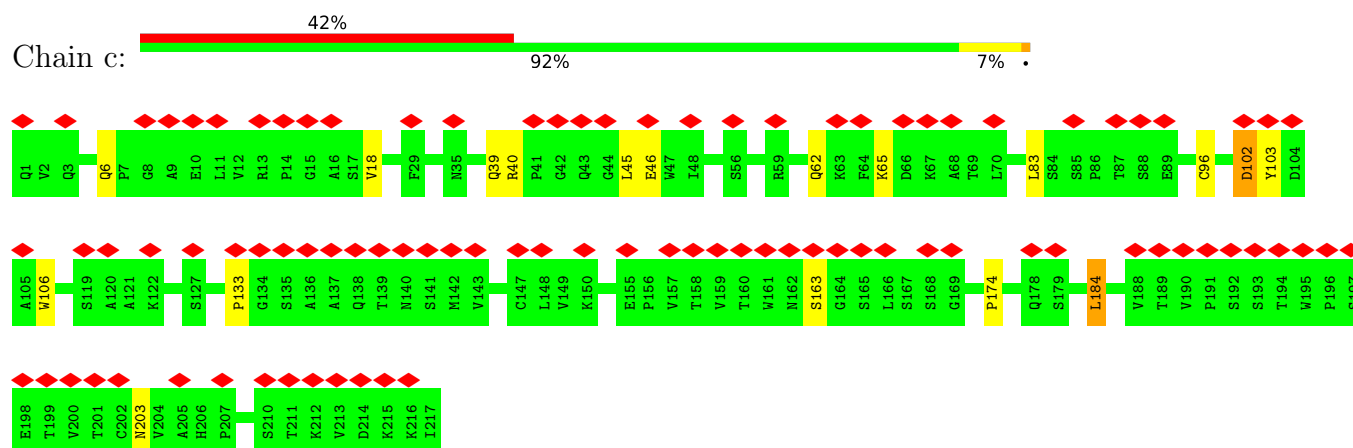 42%
Chain c:
92% 7% •
Q1 V2 Q3 Q6 P7 G8 A9 E10 L11 V12 R13 P14 G15 A16 S17 V18 F29 N35 Q39 R40 P41 G42 Q43 G44 L45 E46 W47 I48 S56 R59 Q62 K63 F64 K65 D66 K67 A68 T69 L70 L83 S84 S85 P86 T87 S88 E89 C96 D102 Y103 D104
A105 W106 S119 A120 A121 K122 S127 P133 G134 S135 A136 A137 Q138 T139 N140 S141 M142 V143 C147 L148 V149 K150 E155 P156 V157 T158 V159 T160 W161 N162 S163 G164 S165 L166 S167 S168 G169 P174 Q178 S179 L184 V188 T189 V190 P191 S192 S193 T194 W195 P196 S197
E198 T199 V200 T201 C202 N203 V204 A205 H206 P207 S210 T211 K212 V213 D214 K215 K216 I217